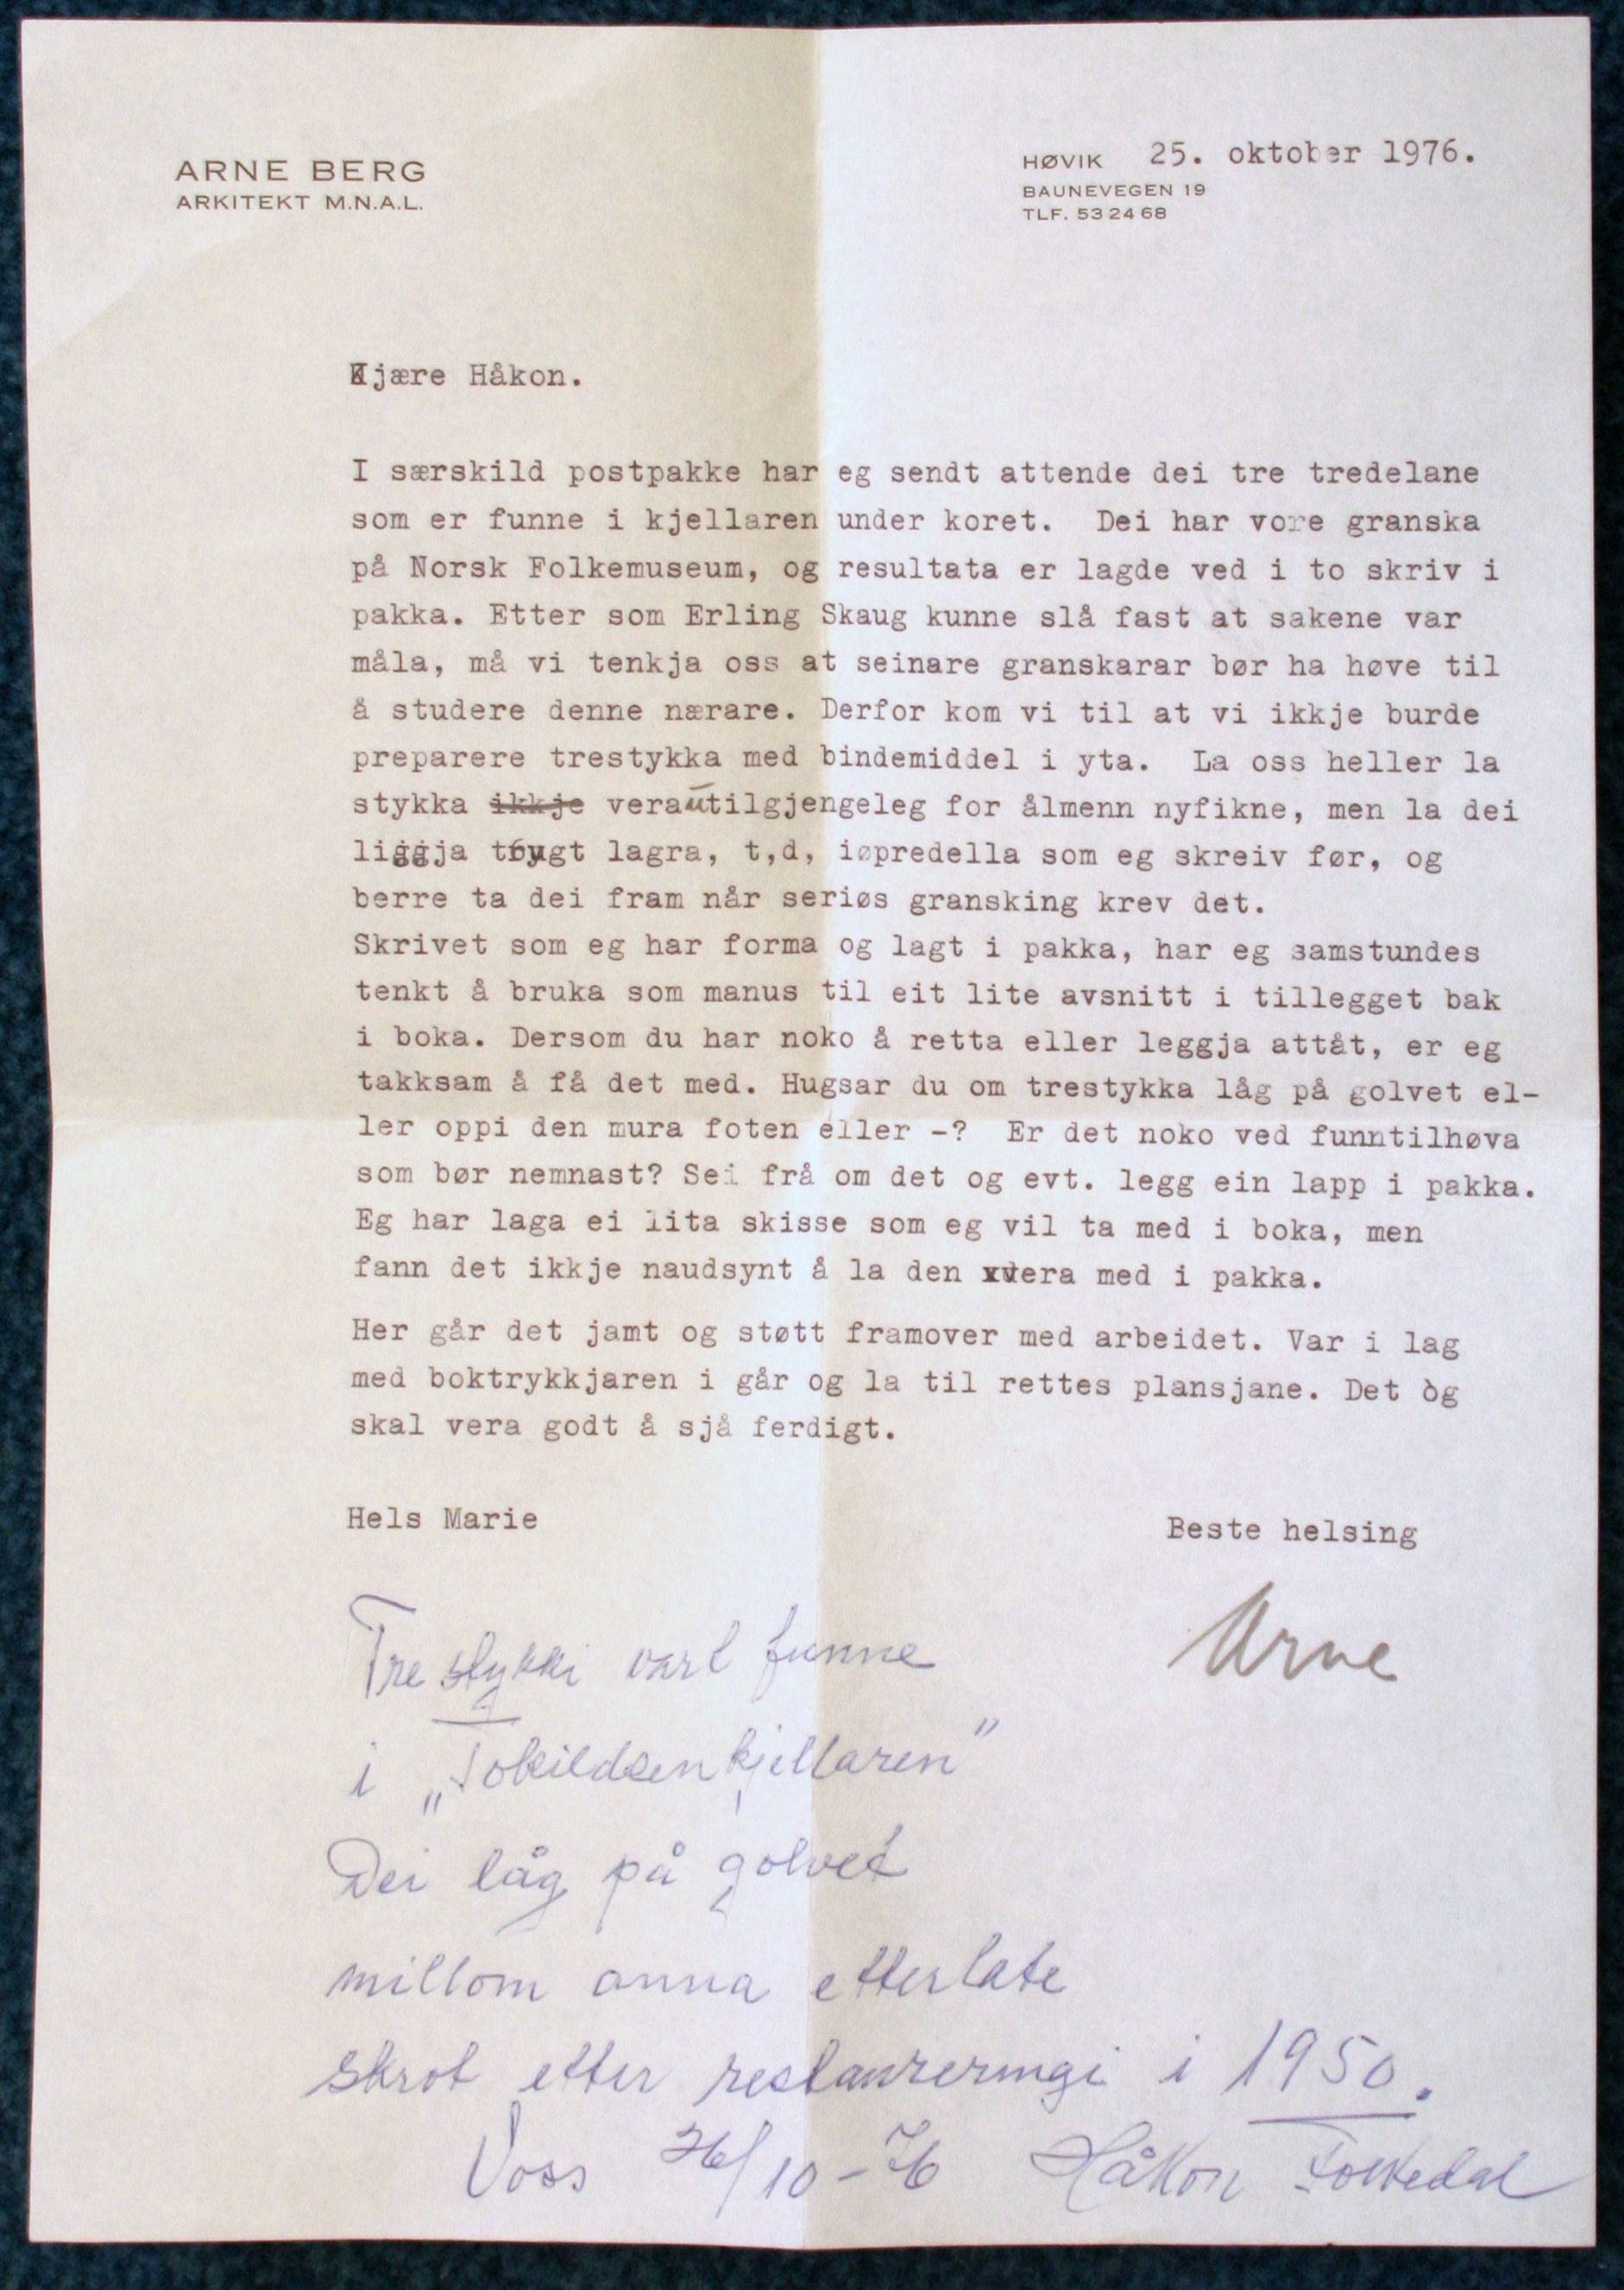 ARNE BERG
ARKITEKT M.N.A.L.
HØVIK 25. oktober 1976.
BAUNEVEGEN 19
TLF. 53 24 68
Kjære Håkon.
I særskild postpakke har eg sendt attende dei tre tredelane
som er funne i kjellaren under koret. Dei har vore granska
på Norsk Folkemuseum, og resultata er lagde ved i to skriv i
pakka. Etter som Erling Skaug kunne slå fast at sakene var
måla, må vi tenkja oss at seinare granskarar bør ha høve til
å studere denne nærare. Derfor kom vi til at vi ikkje burde
preparere trestykka med bindemiddel i yta. La oss heller la
stykka ikkje vera utilgjengeleg for ålmenn nyfikne, men la dei
liggja trygt lagra, t,d, i predella som eg skreiv før, og
berre ta dei fram når seriøs gransking krev det.
Skrivet som eg har forma og lagt i pakka, har eg samstundes
tenkt å bruka som manus til eit lite avsnitt i tillegget bak
i boka. Dersom du har noko å retta eller leggja attåt, er eg
takksam å få det med. Hugsar du om trestykka låg på golvet el-
ler oppi den mura foten eller -? Er det noko ved funntilhøva
som bør nemnast? Sei frå om det og evt. legg ein lapp i pakka.
Eg har laga ei lita skisse som eg vil ta med i boka, men
fann det ikkje naudsynt å la den vera med i pakka.
Her går det jamt og støtt framover med arbeidet. Var i lag
med boktrykkjaren i går og la til rettes plansjane. Det òg
skal vera godt å sjå ferdigt.
Hels Marie
Beste helsing
Arne
Tre stykki vart funne
i „Tokildsenkjellaren"
Dei låg på golvet
millom anna etterlate
skrot etter restaureringi i 1950.
Voss 26/10-76 Håkon Folkedal